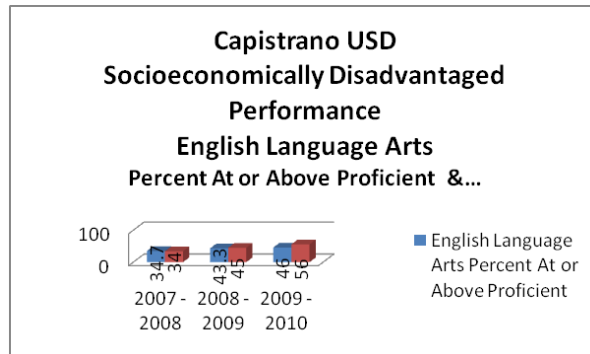 Capistrano USD
Socioeconomically Disadvantaged
Performance
English Language Arts
Percent At or Above Proficient &...
100
0
34.7
34
43.3
45
46
56
2007 -
2008
2008 -
2009
2009 -
2010
English Language
Arts Percent At or
Above Proficient